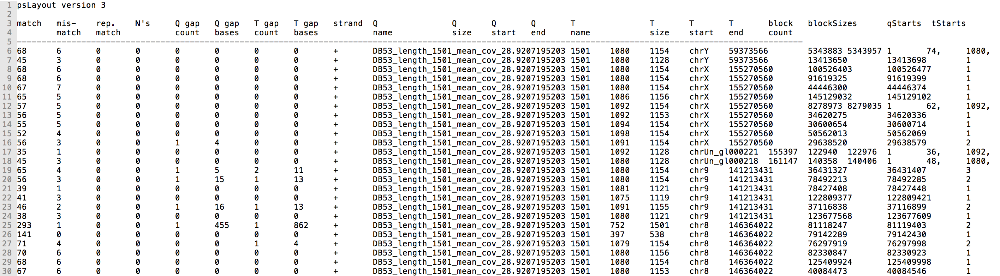 1 psLayout version 3
2
3 match mis- rep. N's Q gap Q gap T gap T gap strand Q Q Q Q T T T T block blockSizes qStarts tStarts
4 match match count bases count bases name size start end name size start end count
5 ---------------------------------------------------------------------------------------------------------------------------------------------------------------
6 68 6 0 0 0 0 0 0 + DB53_length_1501_mean_cov_28.9207195203 1501 1080 1154 chrY 59373566 5343883 5343957 1 74, 1080,
7 45 3 0 0 0 0 0 0 + DB53_length_1501_mean_cov_28.9207195203 1501 1080 1128 chrY 59373566 13413650 13413698 1
8 68 6 0 0 0 0 0 0 + DB53_length_1501_mean_cov_28.9207195203 1501 1080 1154 chrX 155270560 100526403 100526477 1
9 68 6 0 0 0 0 0 0 + DB53_length_1501_mean_cov_28.9207195203 1501 1080 1154 chrX 155270560 91619325 91619399 1
10 67 7 0 0 0 0 0 0 + DB53_length_1501_mean_cov_28.9207195203 1501 1080 1154 chrX 155270560 44446300 44446374 1
11 65 5 0 0 0 0 0 0 + DB53_length_1501_mean_cov_28.9207195203 1501 1086 1156 chrX 155270560 145129032 145129102 1
12 57 5 0 0 0 0 0 0 + DB53_length_1501_mean_cov_28.9207195203 1501 1092 1154 chrX 155270560 8278973 8279035 1 62, 1092,
13 56 5 0 0 0 0 0 0 + DB53_length_1501_mean_cov_28.9207195203 1501 1092 1153 chrX 155270560 34620275 34620336 1
14 55 5 0 0 0 0 0 0 + DB53_length_1501_mean_cov_28.9207195203 1501 1094 1154 chrX 155270560 30600654 30600714 1
15 52 4 0 0 0 0 0 0 + DB53_length_1501_mean_cov_28.9207195203 1501 1098 1154 chrX 155270560 50562013 50562069 1
16 56 3 0 0 1 4 0 0 + DB53_length_1501_mean_cov_28.9207195203 1501 1091 1154 chrX 155270560 29638520 29638579 2
17 35 1 0 0 0 0 0 0 + DB53_length_1501_mean_cov_28.9207195203 1501 1092 1128 chrUn_gl000221 155397 122940 122976 1 36, 1092,
18 45 3 0 0 0 0 0 0 + DB53_length_1501_mean_cov_28.9207195203 1501 1080 1128 chrUn_gl000218 161147 140358 140406 1 48, 1080,
19 65 4 0 0 1 5 2 11 + DB53_length_1501_mean_cov_28.9207195203 1501 1080 1154 chr9 141213431 36431327 36431407 3
20 56 3 0 0 1 15 1 13 + DB53_length_1501_mean_cov_28.9207195203 1501 1080 1154 chr9 141213431 78492213 78492285 2
21 39 1 0 0 0 0 0 0 + DB53_length_1501_mean_cov_28.9207195203 1501 1081 1121 chr9 141213431 78427408 78427448 1
22 41 3 0 0 0 0 0 0 + DB53_length_1501_mean_cov_28.9207195203 1501 1075 1119 chr9 141213431 122809377 122809421 1
23 46 2 0 0 1 16 1 13 + DB53_length_1501_mean_cov_28.9207195203 1501 1091 1155 chr9 141213431 37116838 37116899 2
24 38 3 0 0 0 0 0 0 + DB53_length_1501_mean_cov_28.9207195203 1501 1080 1121 chr9 141213431 123677568 123677609 1
25 293 1 0 0 1 455 1 862 + DB53_length_1501_mean_cov_28.9207195203 1501 752 1501 chr8 146364022 81118247 81119403 2
26 141 0 0 0 0 0 0 0 + DB53_length_1501_mean_cov_28.9207195203 1501 397 538 chr8 146364022 79142289 79142430 1
27 71 4 0 0 0 0 1 4 + DB53_length_1501_mean_cov_28.9207195203 1501 1079 1154 chr8 146364022 76297919 76297998 2
28 70 6 0 0 0 0 0 0 + DB53_length_1501_mean_cov_28.9207195203 1501 1080 1156 chr8 146364022 82330847 82330923 1
29 68 6 0 0 0 0 0 0 + DB53_length_1501_mean_cov_28.9207195203 1501 1080 1154 chr8 146364022 125409924 125409998 1
30 67 6 0 0 0 0 0 0 + DB53_length_1501_mean_cov_28.9207195203 1501 1080 1153 chr8 146364022 40084473 40084546 1